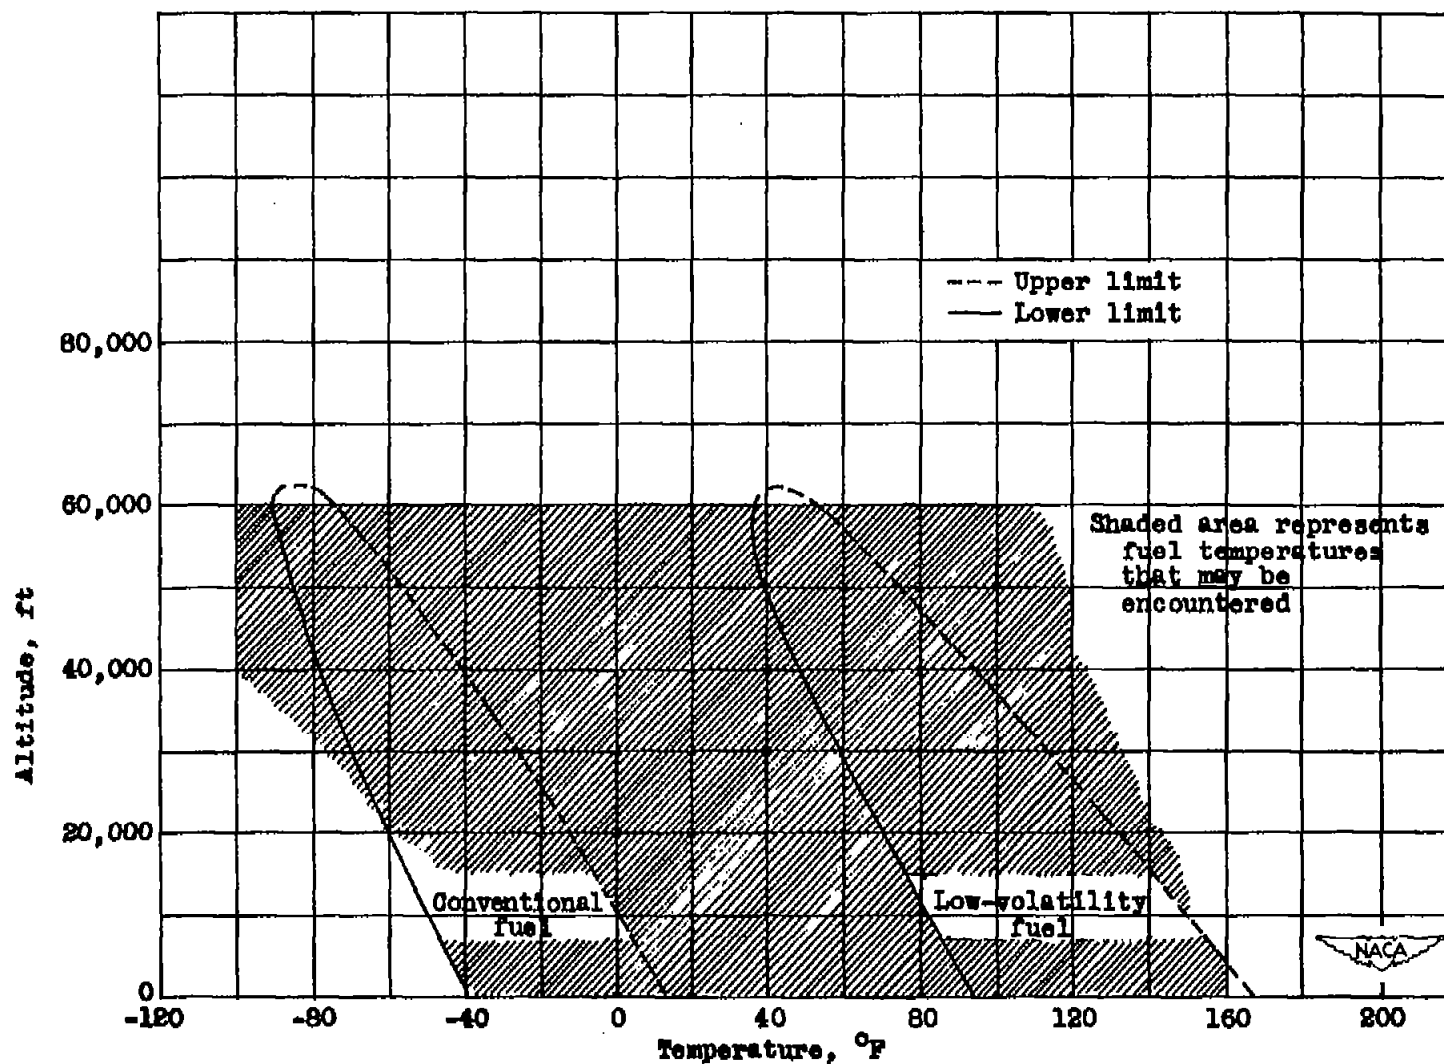 ---- Upper limit
—— Lower limit
80,000
60,000
40,000
20,000
0
Altitude, ft
Shaded area represents
fuel temperatures
that may be
encountered
Conventional
fuel
Low-volatility
fuel
NACA
-120
-80
-40
0
40
80
120
160
200
Temperature, °F